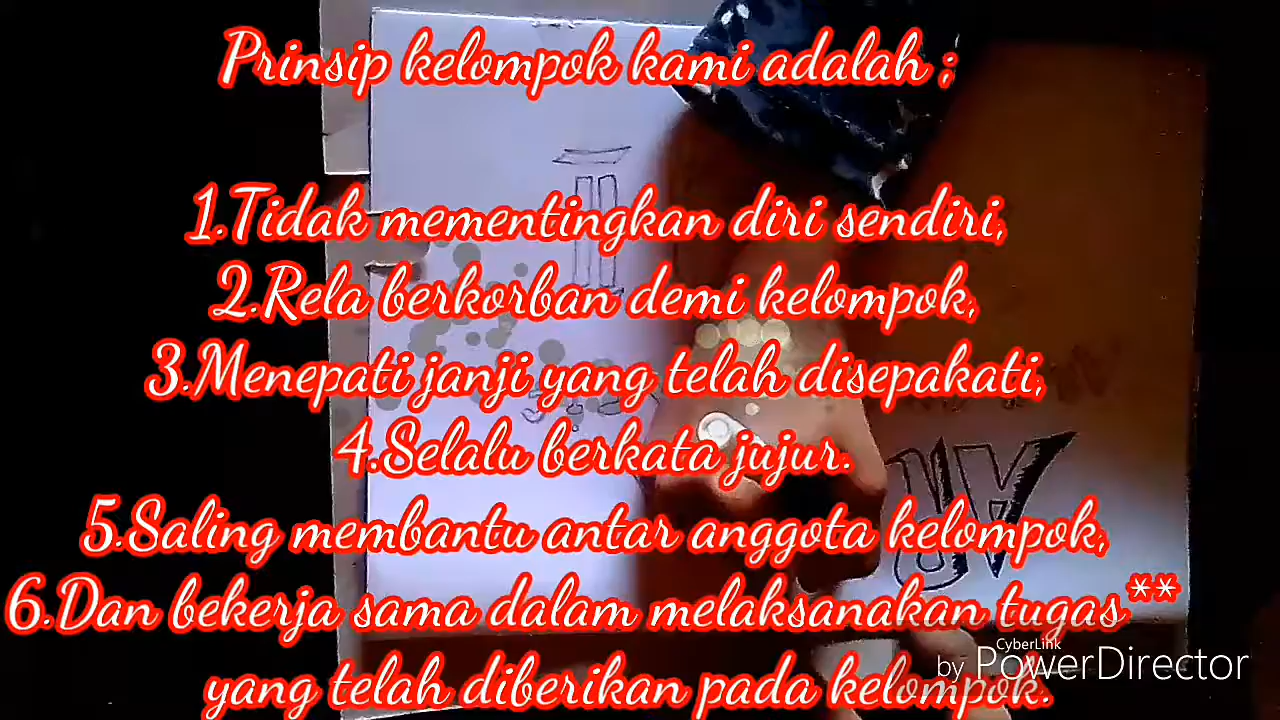 Prinsip kelompok kami adalah ;
1.Tidak mementingkan diri sendiri,
2.Rela berkorban demi kelompok,
3.Menepati janji yang telah disepakati,
4.Selalu berkata jujur.
5.Saling membantu antar anggota kelompok,
6.Dan bekerja sama dalam melaksanakan tugas**
yang telah diberikan pada kelompok.
CyberLink
by PowerDirector